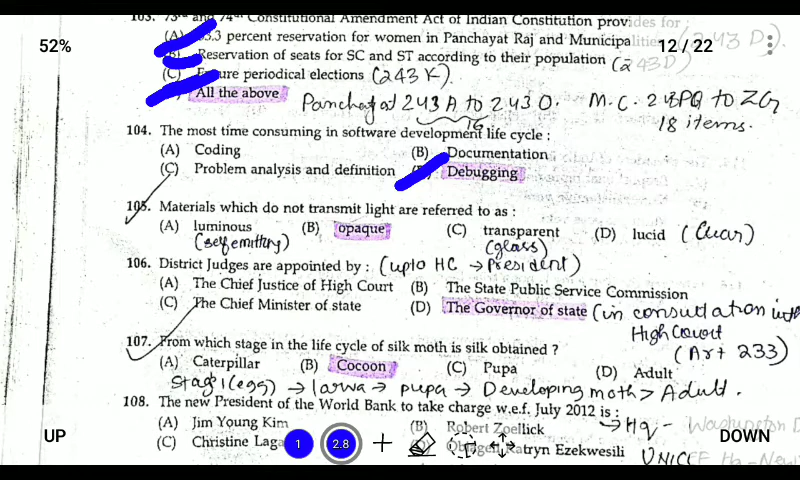 103. 73rd and 74th Constitutional Amendment Act of Indian Constitution provides for :
percent reservation for women in Panchayat Raj and Municipalities 243 D).
52%
12 / 22
Reservation of seats for SC and ST according to their population (243D)
(C) periodical elections (243 K).
All the above
Panchayat 243 A to 243 O. M.C. 243PQ to ZG
16 18 items.
104. The most time consuming in software development life cycle :
(A) Coding (B) Documentation
(C) Problem analysis and definition Debugging
105. Materials which do not transmit light are referred to as :
(A) luminous (B) opaque (C) transparent (D) lucid (Clear)
(self emitting) (glass)
106. District Judges are appointed by : (upto HC → President)
(A) The Chief Justice of High Court (B) The State Public Service Commission
(C) The Chief Minister of state (D) The Governor of state (in consultation with
High Court
(Art 233)
107. From which stage in the life cycle of silk moth is silk obtained ?
(A) Caterpillar (B) Cocoon (C) Pupa (D) Adult
Stage 1 (egg) → larwa → pupa → Developing moth > Adult.
108. The new President of the World Bank to take charge w.e.f. July 2012 is :
→ Hq - Washington D
(A) Jim Young Kim (B) Robert Zoellick
UP
1
2.8
DOWN
(C) Christine Laga Katryn Ezekwesili